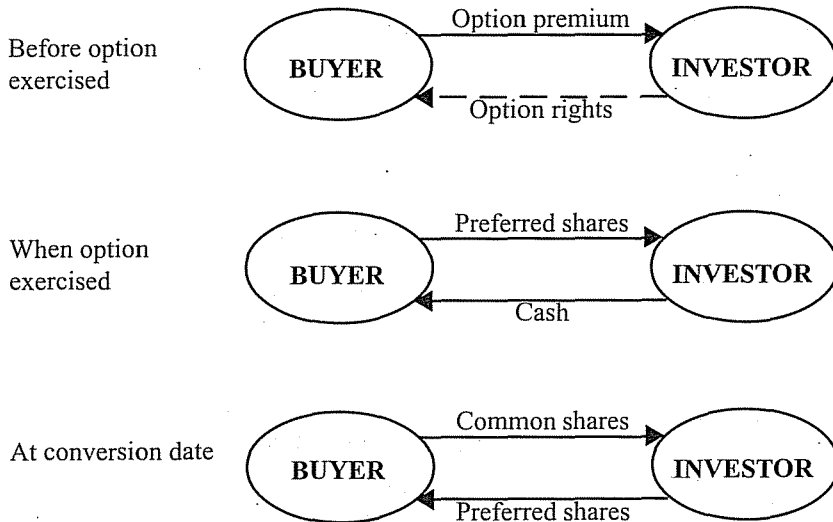 Before option
exercised
BUYER
Option premium
Option rights
INVESTOR
When option
exercised
BUYER
Preferred shares
Cash
INVESTOR
At conversion date
BUYER
Common shares
Preferred shares
INVESTOR